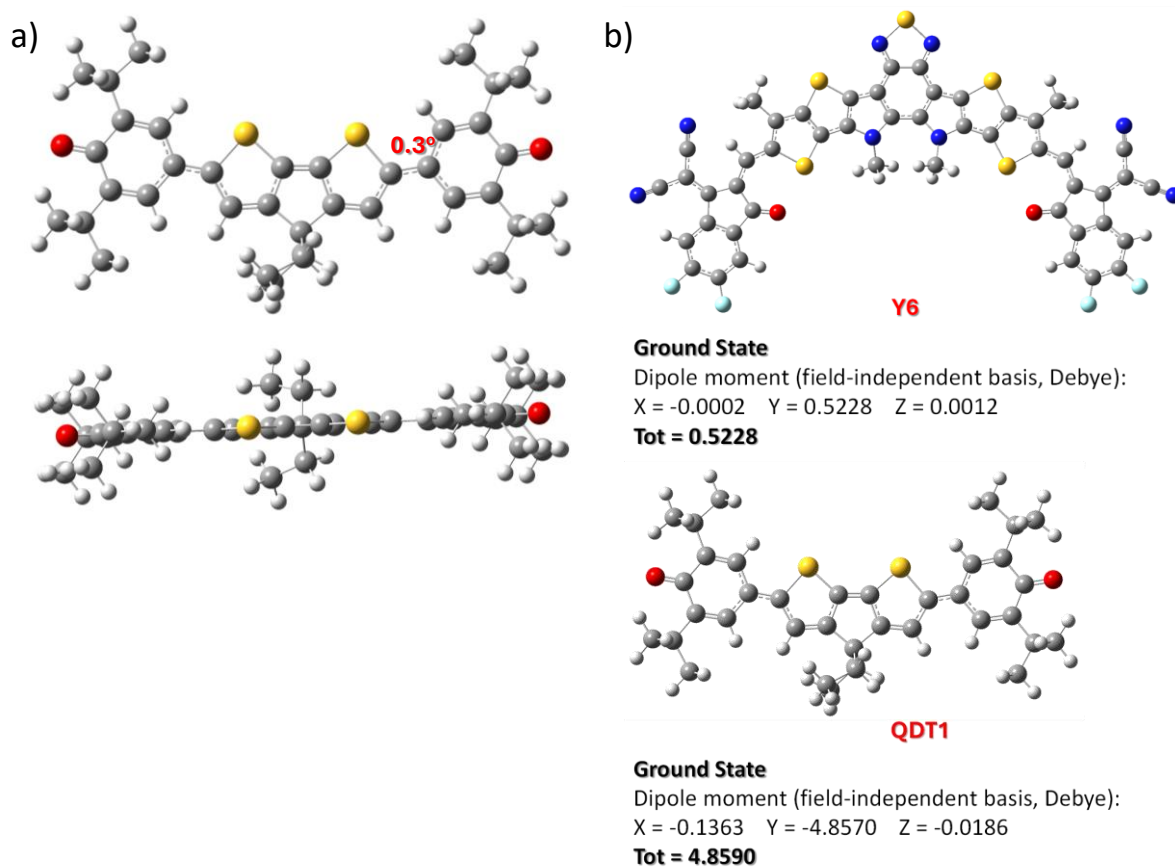 a)
0.3°
b)
Y6
Ground State
Dipole moment (field-independent basis, Debye):
X = -0.0002 Y = 0.5228 Z = 0.0012
Tot = 0.5228
QDT1
Ground State
Dipole moment (field-independent basis, Debye):
X = -0.1363 Y = -4.8570 Z = -0.0186
Tot = 4.8590